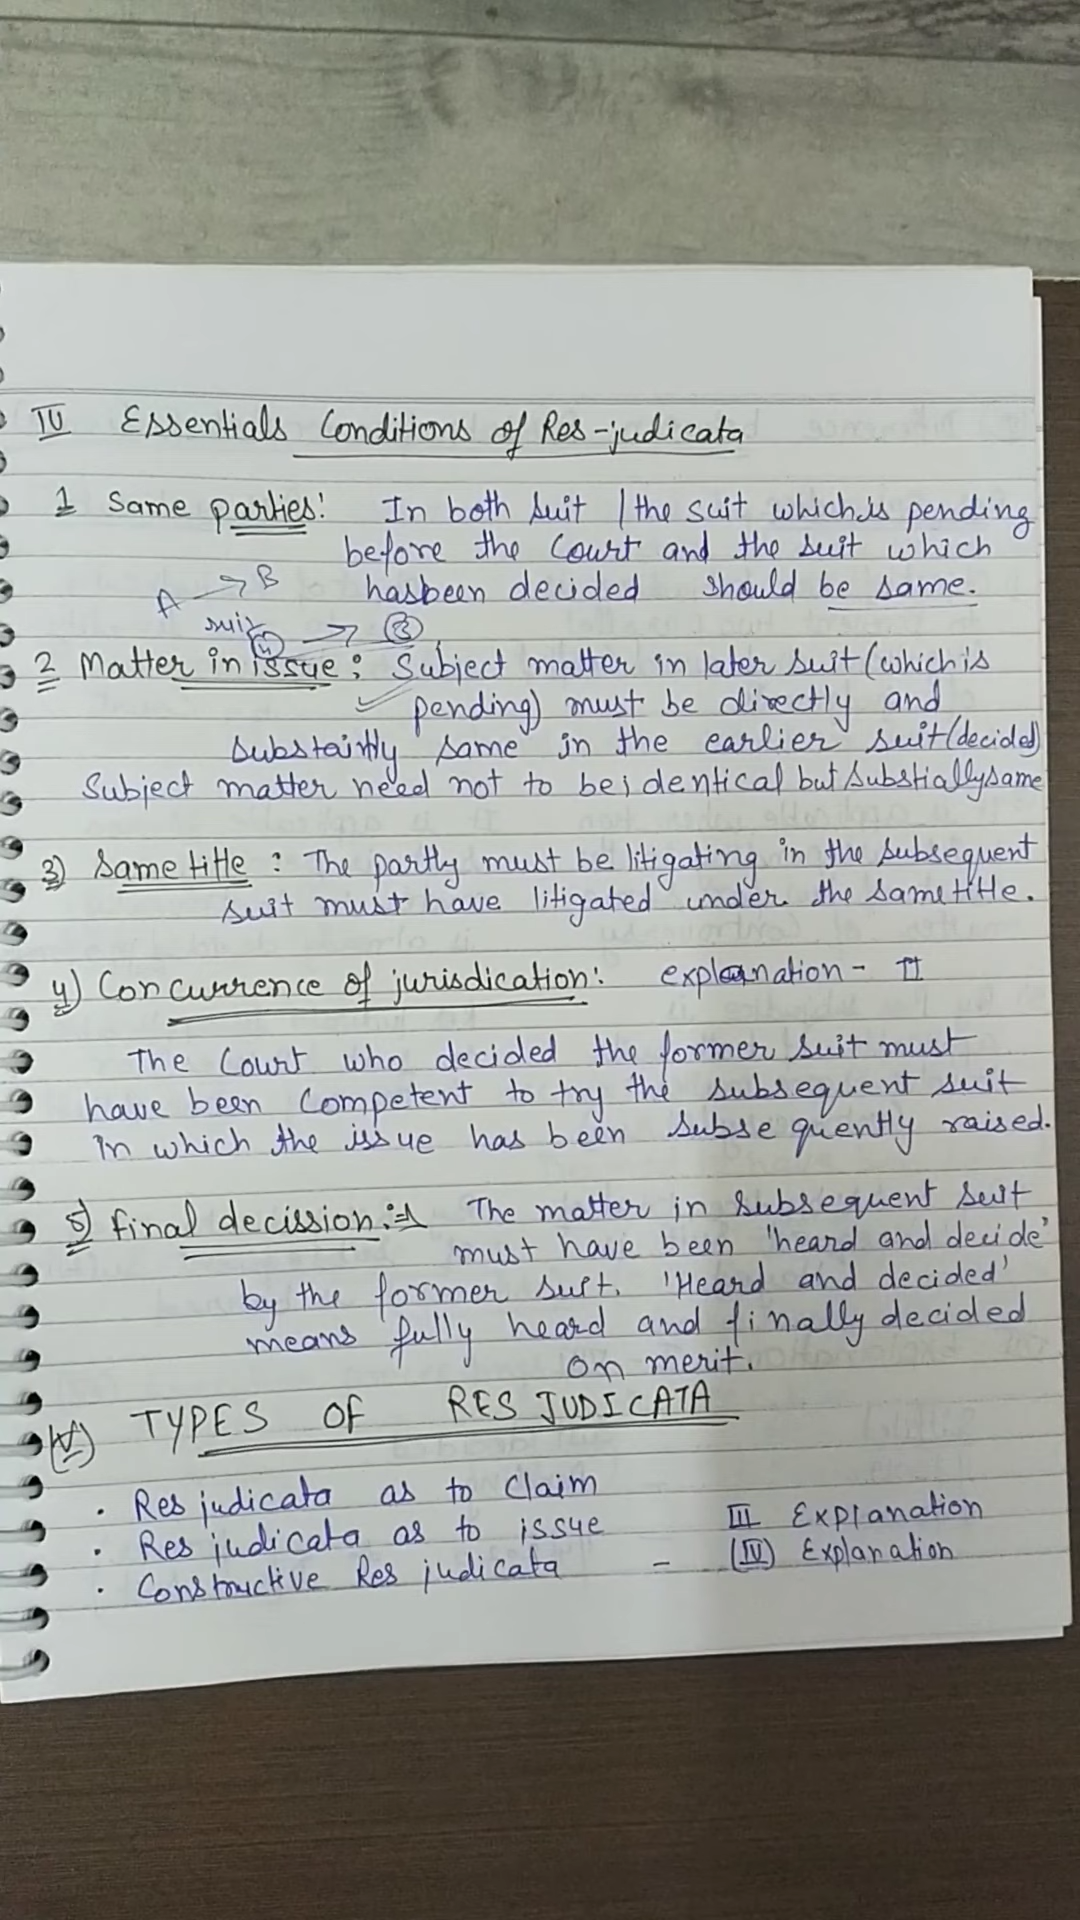 IV Essentials Conditions of Res-judicata
1 Same parties: In both suit / the suit which is pending
before the Court and the suit which
hasbeen decided should be same.
A → B
suit → B
2 Matter in issue: Subject matter in later suit (which is
pending) must be directly and
substaintly same in the earlier suit (decided)
Subject matter need not to be identical but substiallysame
3) Same title: The partly must be litigating in the subsequent
suit must have litigated under the same title.
4) Concurrence of jurisdication: explanation - II
The Court who decided the former suit must
have been Competent to try the subsequent suit
in which the issue has been subsequently raised.
5) final decission:⇒ The matter in subsequent suit
must have been 'heard and decide'
by the former suit. 'Heard and decided'
means fully heard and finally decided
on merit.
(V) TYPES OF RES JUDICATA
· Res judicata as to Claim
· Res judicata as to issue III Explanation
· Constructive Res judicata - (IV) Explanation